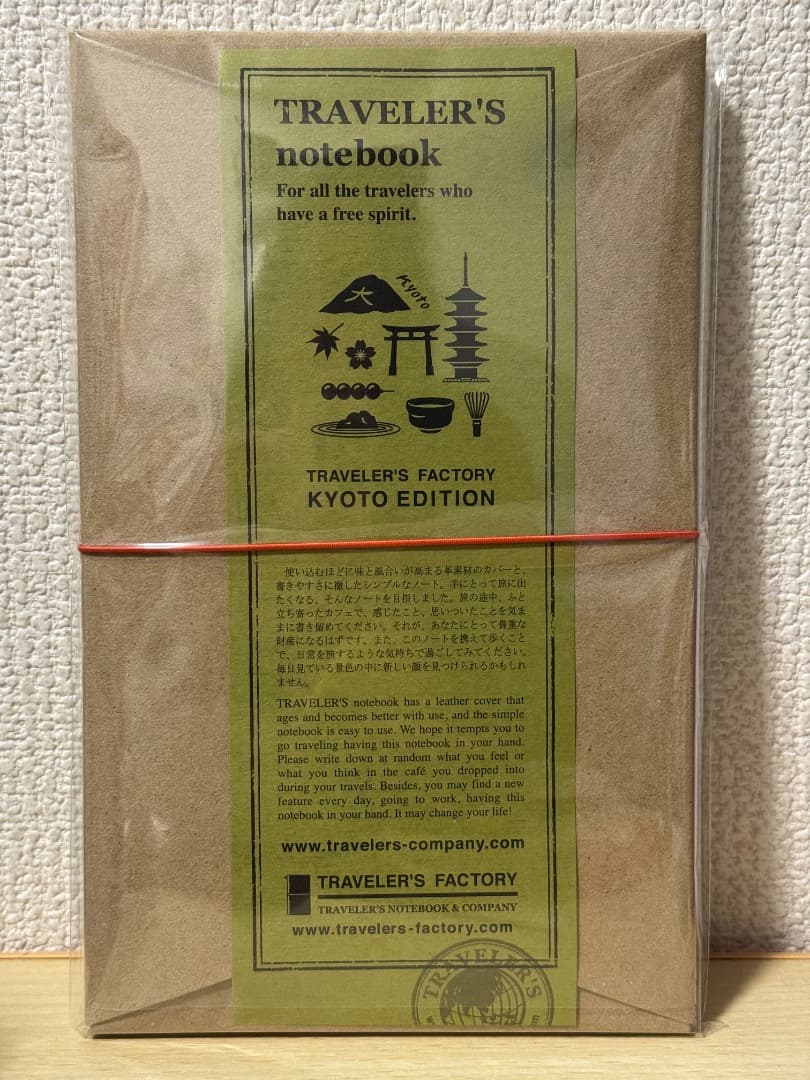 TRAVELER'S
notebook
For all the travelers who
have a free spirit.
大
Kyoto
TRAVELER'S FACTORY
KYOTO EDITION
使い込むほどに味と風合いが高まる革素材のカバーと、
書きやすさに徹したシンプルなノート。手にとって旅に出
たくなる、そんなノートを目指しました。旅の途中、ふと
立ち寄ったカフェで、感じたこと、思いついたことを気ま
まに書き留めてください。それが、あなたにとって貴重な
財産になるはずです。また、このノートを携えて歩くこと
で、日常を旅するような気持ちで過ごしてみてください。
毎日見ている景色の中に新しい顔を見つけられるかもしれ
ません。
TRAVELER'S notebook has a leather cover that
ages and becomes better with use, and the simple
notebook is easy to use. We hope it tempts you to
go traveling having this notebook in your hand.
Please write down at random what you feel or
what you think in the café you dropped into
during your travels. Besides, you may find a new
feature every day, going to work, having this
notebook in your hand. It may change your life!
www.travelers-company.com
TRAVELER'S FACTORY
TRAVELER'S NOTEBOOK & COMPANY
www.travelers-factory.com
TRAVELER'S